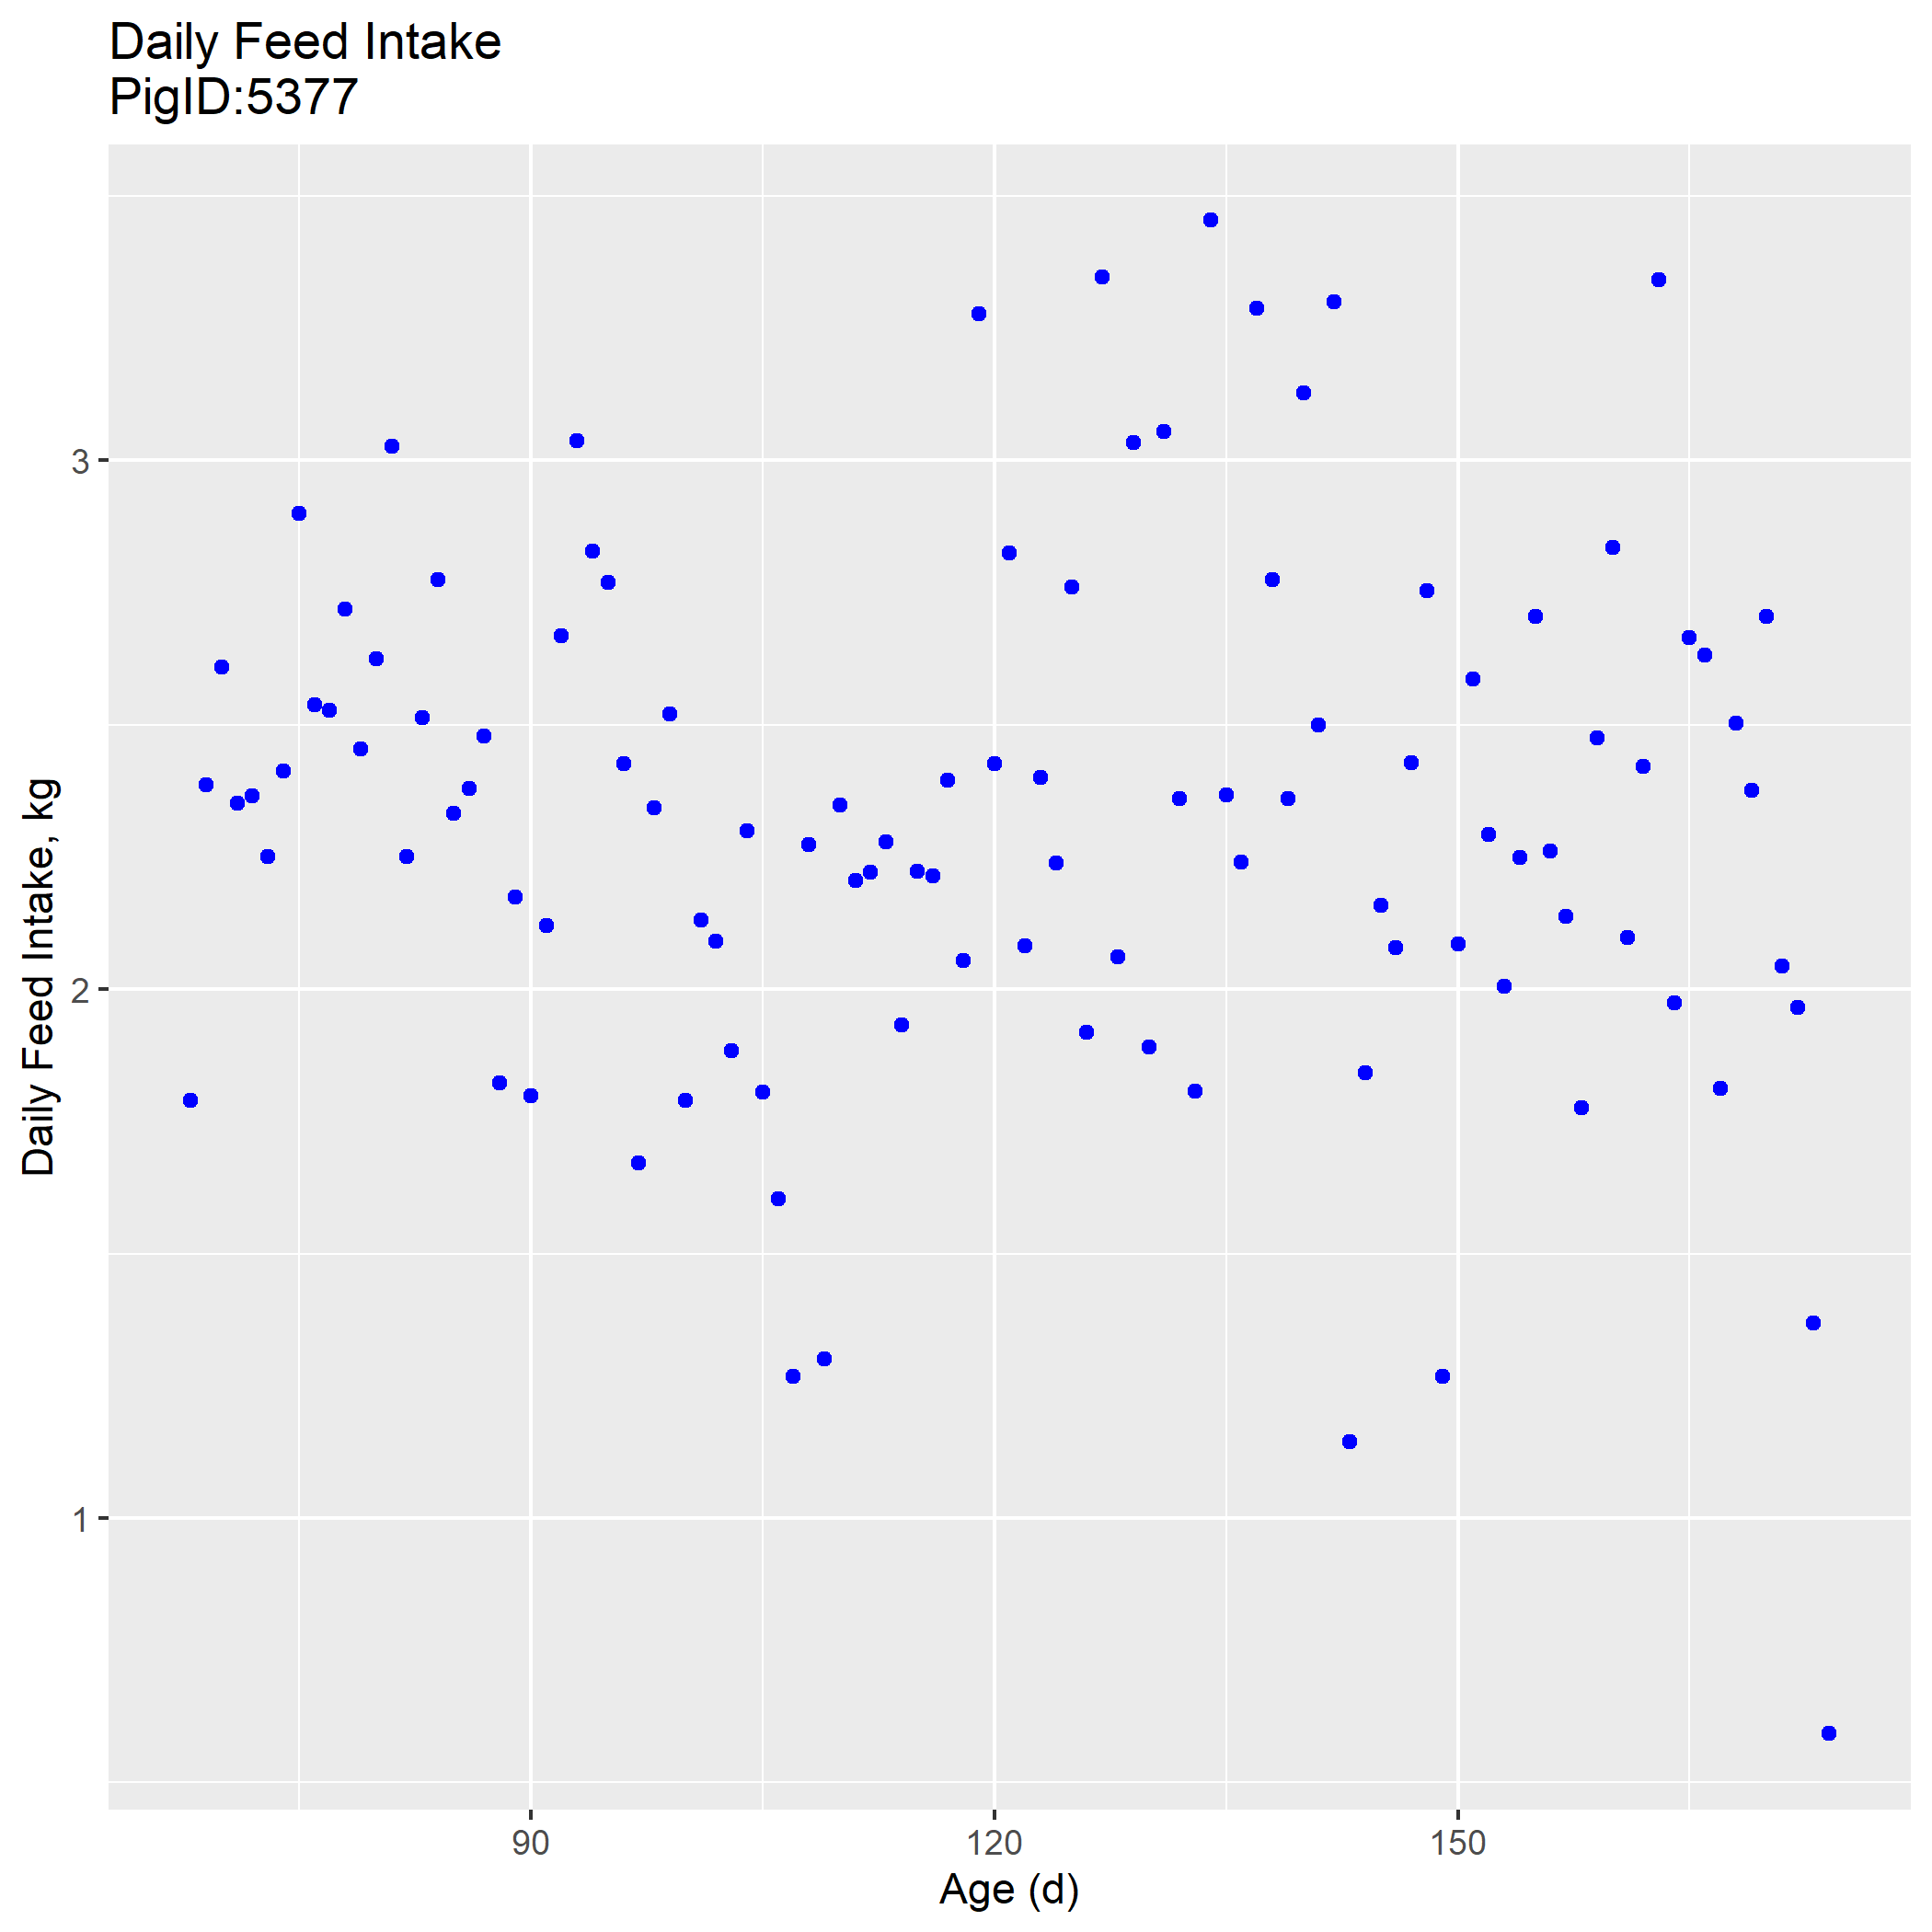 Daily Feed Intake
PigID:5377
Daily Feed Intake, kg
3
2
1
90
120
150
Age (d)